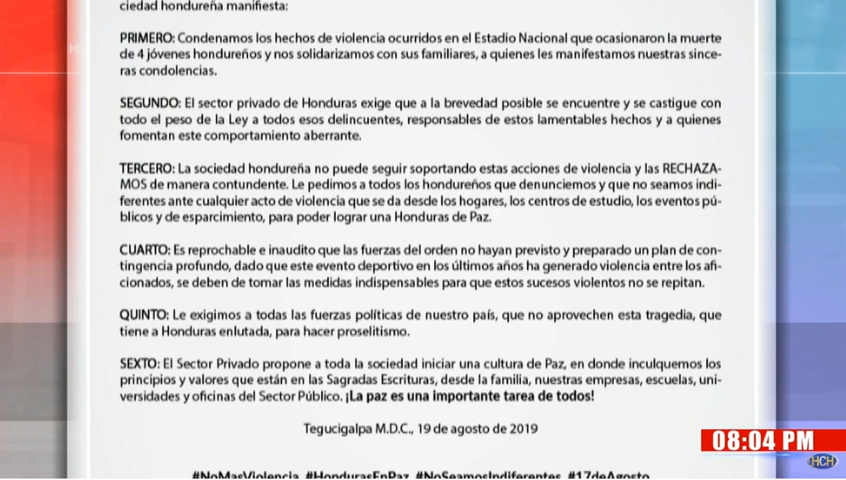 ciedad hondureña manifiesta:
PRIMERO: Condenamos los hechos de violencia ocurridos en el Estadio Nacional que ocasionaron la muerte
de 4 jóvenes hondureños y nos solidarizamos con sus familiares, a quienes les manifestamos nuestras since-
ras condolencias.
SEGUNDO: El sector privado de Honduras exige que a la brevedad posible se encuentre y se castigue con
todo el peso de la Ley a todos esos delincuentes, responsables de estos lamentables hechos y a quienes
fomentan este comportamiento aberrante.
TERCERO: La sociedad hondureña no puede seguir soportando estas acciones de violencia y las RECHAZA-
MOS de manera contundente. Le pedimos a todos los hondureños que denunciemos y que no seamos indi-
ferentes ante cualquier acto de violencia que se da desde los hogares, los centros de estudio, los eventos pú-
blicos y de esparcimiento, para poder lograr una Honduras de Paz.
CUARTO: Es reprochable e inaudito que las fuerzas del orden no hayan previsto y preparado un plan de con-
tingencia profundo, dado que este evento deportivo en los últimos años ha generado violencia entre los afi-
cionados, se deben de tomar las medidas indispensables para que estos sucesos violentos no se repitan.
QUINTO: Le exigimos a todas las fuerzas políticas de nuestro país, que no aprovechen esta tragedia, que
tiene a Honduras enlutada, para hacer proselitismo.
SEXTO: El Sector Privado propone a toda la sociedad iniciar una cultura de Paz, en donde inculquemos los
principios y valores que están en las Sagradas Escrituras, desde la familia, nuestras empresas, escuelas, uni-
versidades y oficinas del Sector Público. ¡La paz es una importante tarea de todos!
Tegucigalpa M.D.C., 19 de agosto de 2019
08:04 PM
HCH
#NoMasViolencia #HondurasEnPaz #NoSeamosIndiferentes #17deAgosto